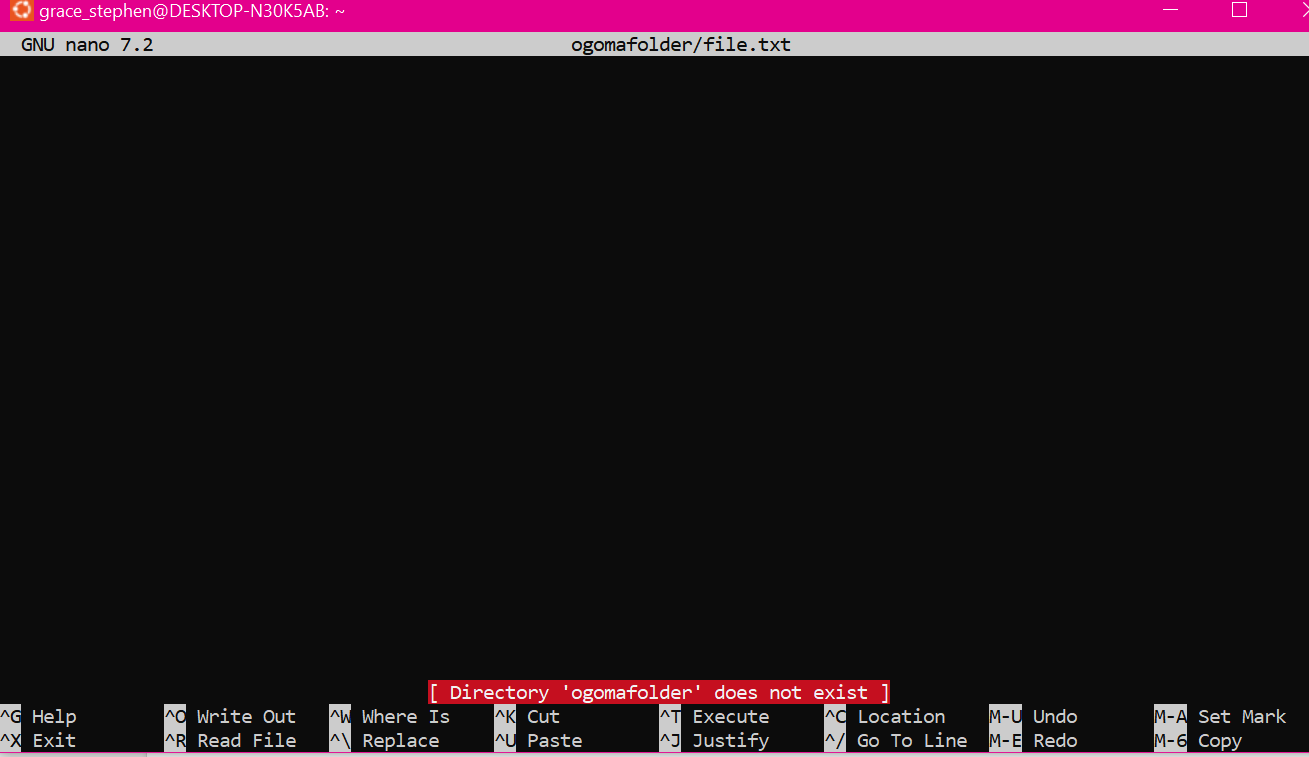 grace_stephen@DESKTOP-N30K5AB: ~
GNU nano 7.2 ogomafolder/file.txt
[ Directory 'ogomafolder' does not exist ]
^G Help ^O Write Out ^W Where Is ^K Cut ^T Execute ^C Location M-U Undo M-A Set Mark
^X Exit ^R Read File ^\ Replace ^U Paste ^J Justify ^/ Go To Line M-E Redo M-6 Copy